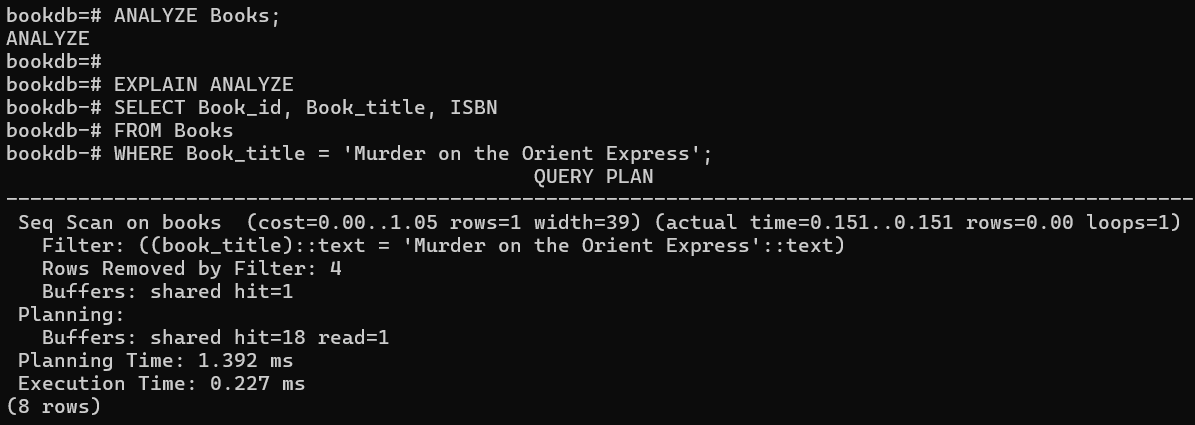 bookdb=# ANALYZE Books;
ANALYZE
bookdb=#
bookdb=# EXPLAIN ANALYZE
bookdb-# SELECT Book_id, Book_title, ISBN
bookdb-# FROM Books
bookdb-# WHERE Book_title = 'Murder on the Orient Express';
QUERY PLAN
---------------------------------------------------------------------------------------------------
Seq Scan on books  (cost=0.00..1.05 rows=1 width=39) (actual time=0.151..0.151 rows=0.00 loops=1)
Filter: ((book_title)::text = 'Murder on the Orient Express'::text)
Rows Removed by Filter: 4
Buffers: shared hit=1
Planning:
Buffers: shared hit=18 read=1
Planning Time: 1.392 ms
Execution Time: 0.227 ms
(8 rows)